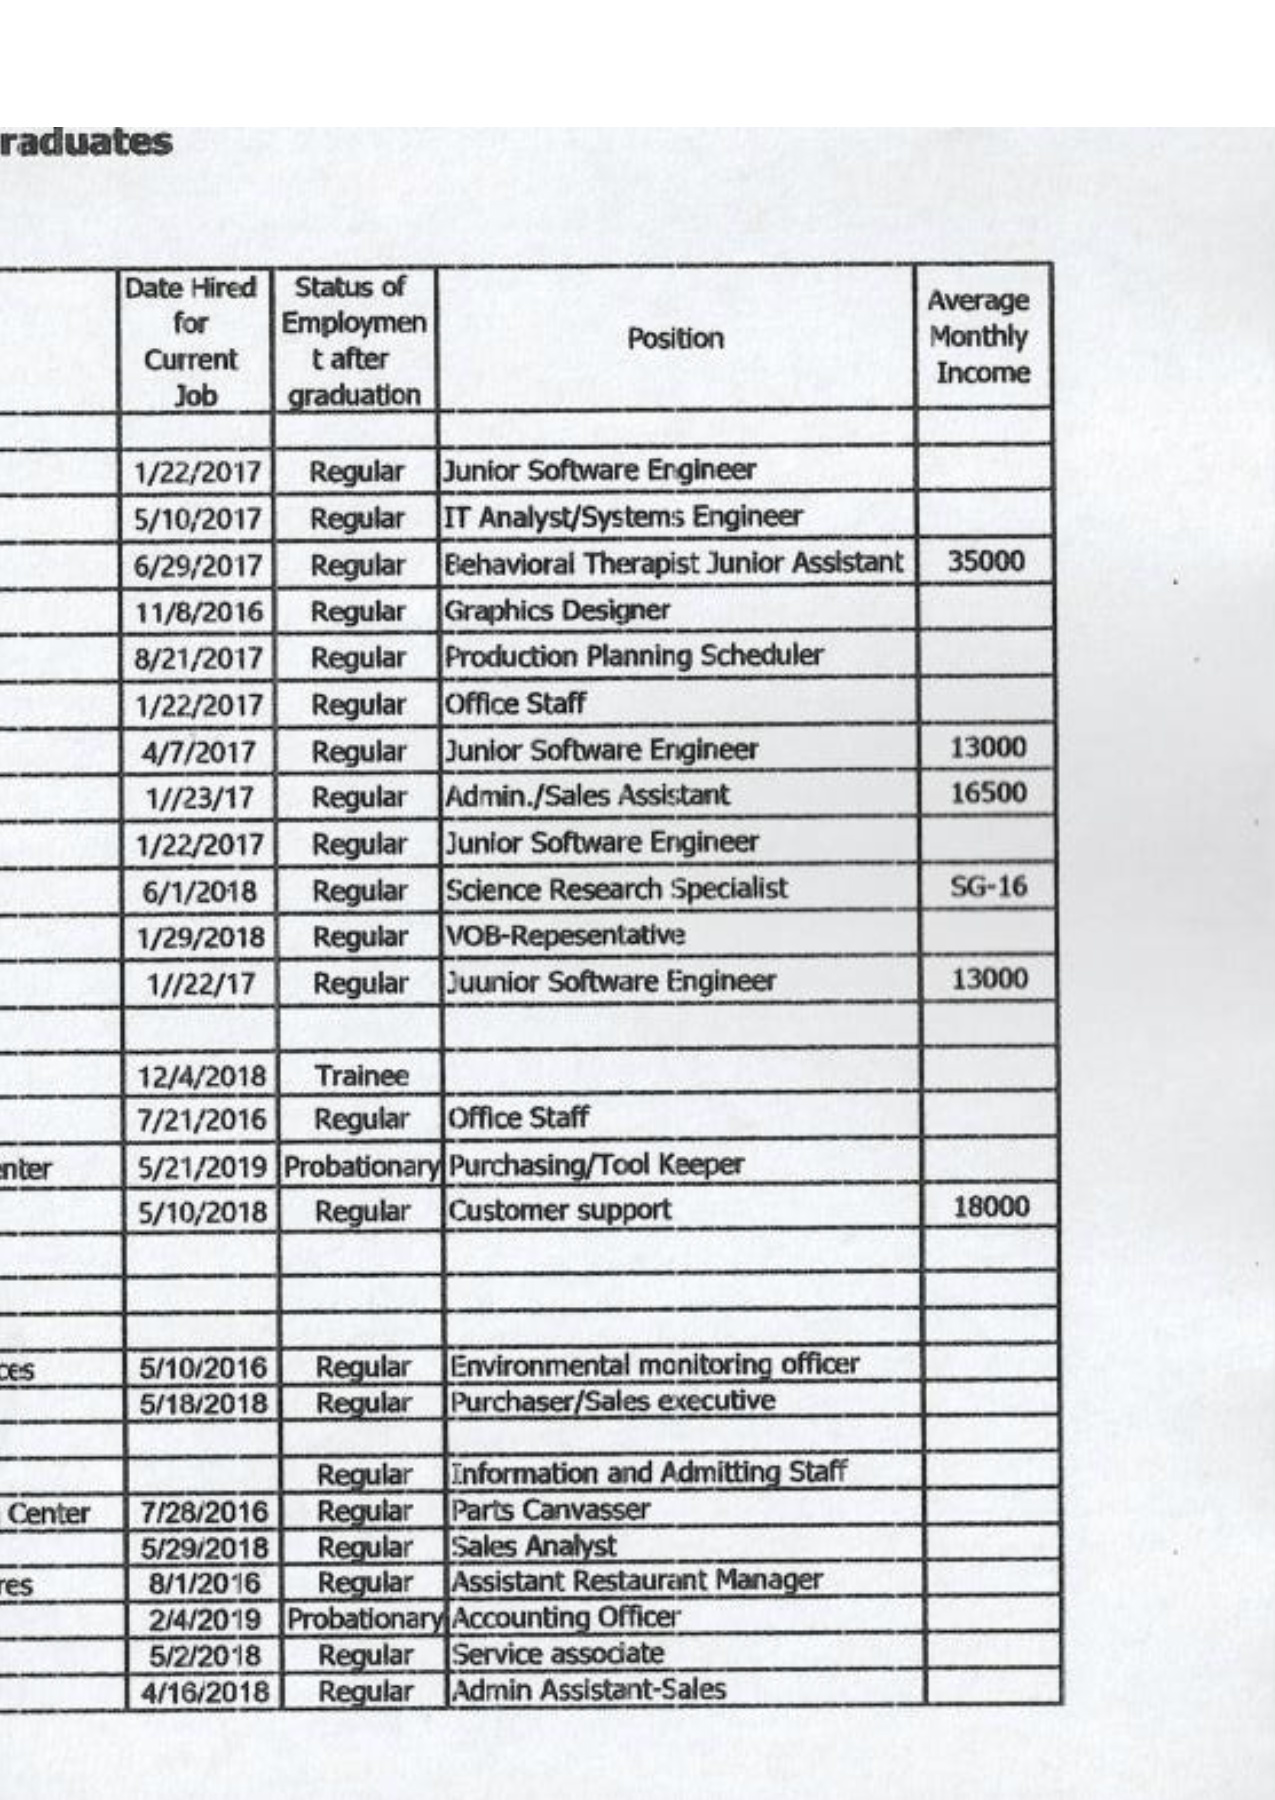 raduates
Date Hired for Current Job Status of Employmen t after graduation Position Average Monthly Income
1/22/2017 Regular Junior Software Engineer
5/10/2017 Regular IT Analyst/Systems Engineer
6/29/2017 Regular Behavioral Therapist Junior Assistant 35000
11/8/2016 Regular Graphics Designer
8/21/2017 Regular Production Planning Scheduler
1/22/2017 Regular Office Staff
4/7/2017 Regular Junior Software Engineer 13000
1//23/17 Regular Admin./Sales Assistant 16500
1/22/2017 Regular Junior Software Engineer
6/1/2018 Regular Science Research Specialist SG-16
1/29/2018 Regular VOB-Repesentative
1//22/17 Regular Juunior Software Engineer 13000
12/4/2018 Trainee
7/21/2016 Regular Office Staff
enter 5/21/2019 Probationary Purchasing/Tool Keeper
5/10/2018 Regular Customer support 18000
ces 5/10/2016 Regular Environmental monitoring officer
5/18/2018 Regular Purchaser/Sales executive
Regular Information and Admitting Staff
Center 7/28/2016 Regular Parts Canvasser
5/29/2018 Regular Sales Analyst
res 8/1/2016 Regular Assistant Restaurant Manager
2/4/2019 Probationary Accounting Officer
5/2/2018 Regular Service associate
4/16/2018 Regular Admin Assistant-Sales